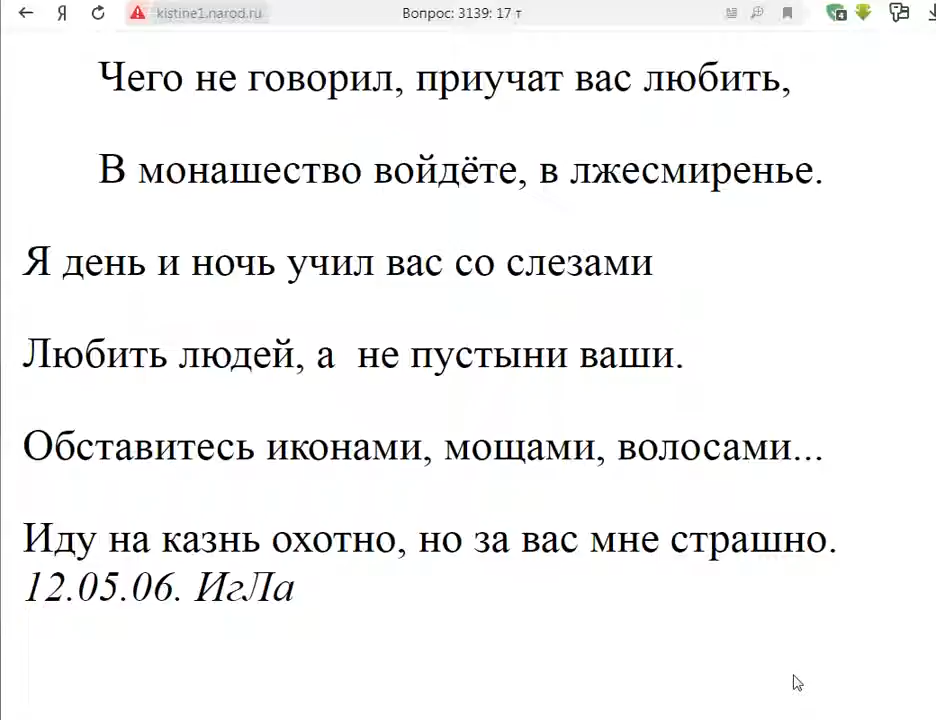 kistine1.narod.ru Вопрос: 3139: 17 т
Чего не говорил, приучат вас любить,
В монашество войдёте, в лжесмиренье.
Я день и ночь учил вас со слезами
Любить людей, а  не пустыни ваши.
Обставитесь иконами, мощами, волосами...
Иду на казнь охотно, но за вас мне страшно.
12.05.06. ИгЛа